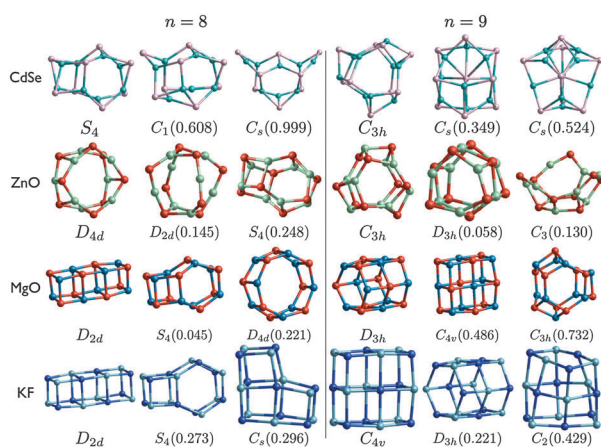 n = 8 n = 9
CdSe
S4 C1(0.608) Cs(0.999) C3h Cs(0.349) Cs(0.524)
ZnO
D4d D2d(0.145) S4(0.248) C3h D3h(0.058) C3(0.130)
MgO
D2d S4(0.045) D4d(0.221) D3h C4v(0.486) C3h(0.732)
KF
D2d S4(0.273) Cs(0.296) C4v D3h(0.221) C2(0.429)